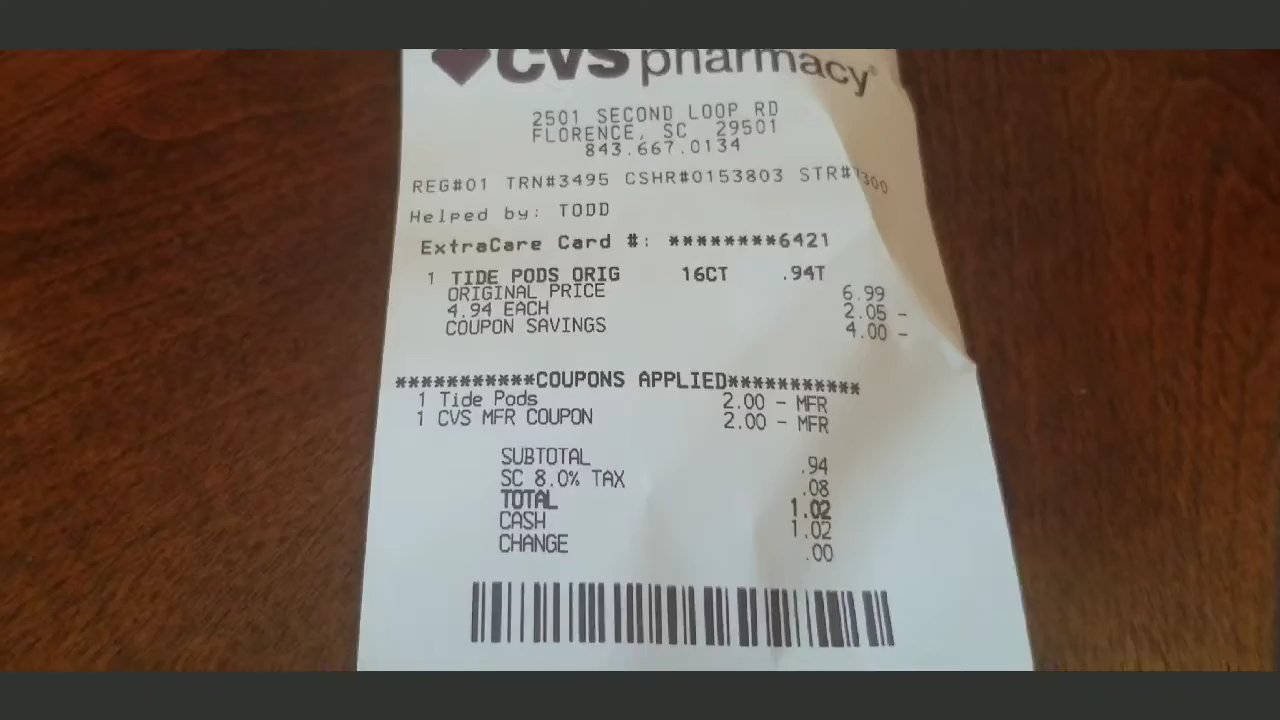 CVS pharmacy
2501 SECOND LOOP RD
FLORENCE, SC 29501
843.667.0134
REG#01 TRN#3495 CSHR#0153803 STR#7300
Helped by: TODD
ExtraCare Card #: ********6421
1 TIDE PODS ORIG 16CT .94T
ORIGINAL PRICE 6.99
4.94 EACH 2.05 -
COUPON SAVINGS 4.00 -
***********COUPONS APPLIED***********
1 Tide Pods 2.00 - MFR
1 CVS MFR COUPON 2.00 - MFR
SUBTOTAL .94
SC 8.0% TAX .08
TOTAL 1.02
CASH 1.02
CHANGE .00